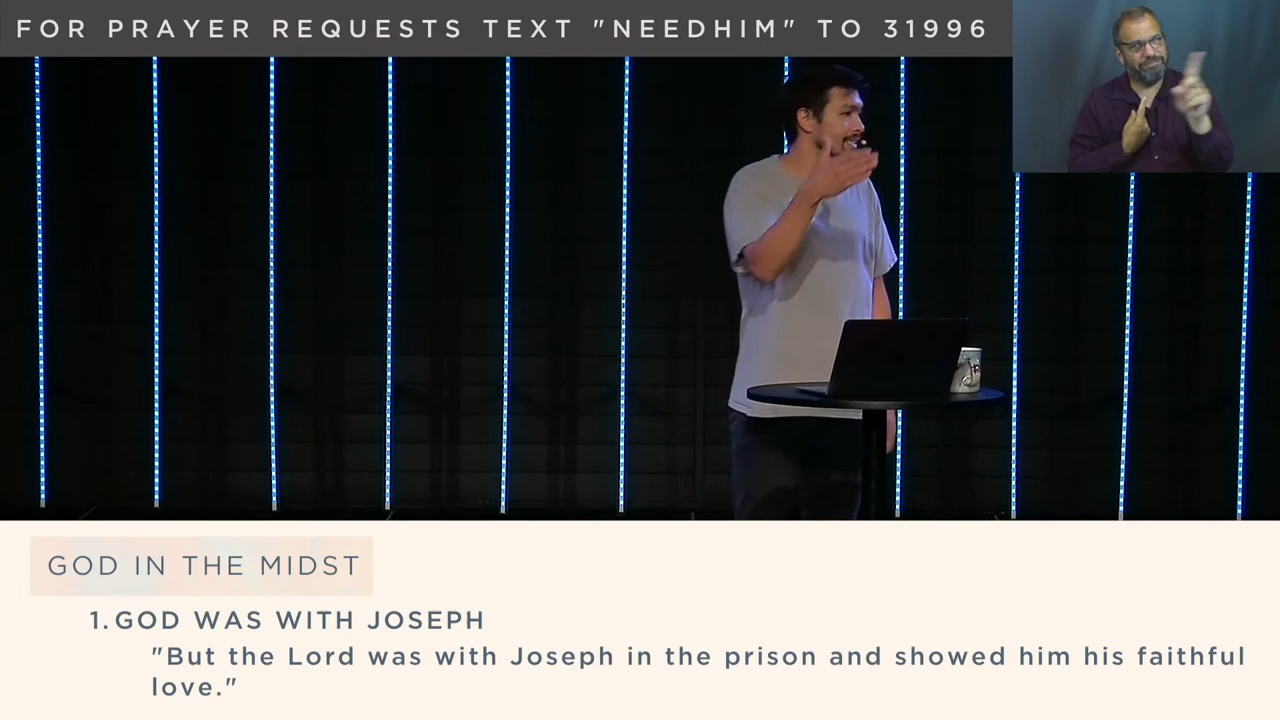 FOR PRAYER REQUESTS TEXT "NEEDHIM" TO 31996
GOD IN THE MIDST
1. GOD WAS WITH JOSEPH
"But the Lord was with Joseph in the prison and showed him his faithful
love."